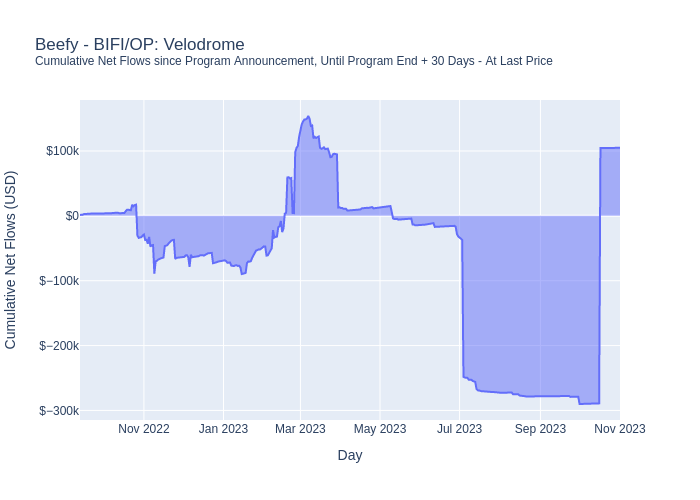 Beefy - BIFI/OP: Velodrome
Cumulative Net Flows since Program Announcement, Until Program End + 30 Days - At Last Price
Cumulative Net Flows (USD)
$100k
$0
$−100k
$−200k
$−300k
Nov 2022 Jan 2023 Mar 2023 May 2023 Jul 2023 Sep 2023 Nov 2023
Day